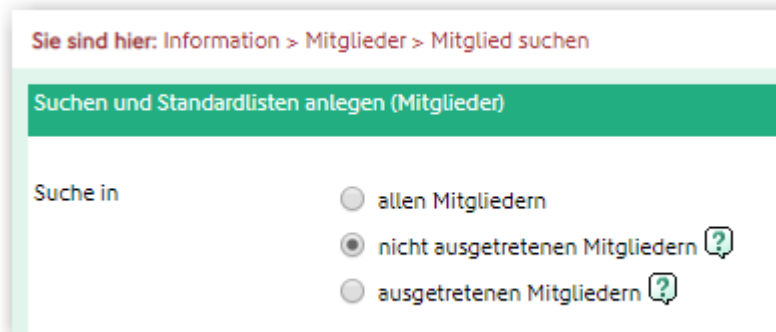 Sie sind hier: Information > Mitglieder > Mitglied suchen
Suchen und Standardlisten anlegen (Mitglieder)
Suche in
allen Mitgliedern
nicht ausgetretenen Mitgliedern ?
ausgetretenen Mitgliedern ?